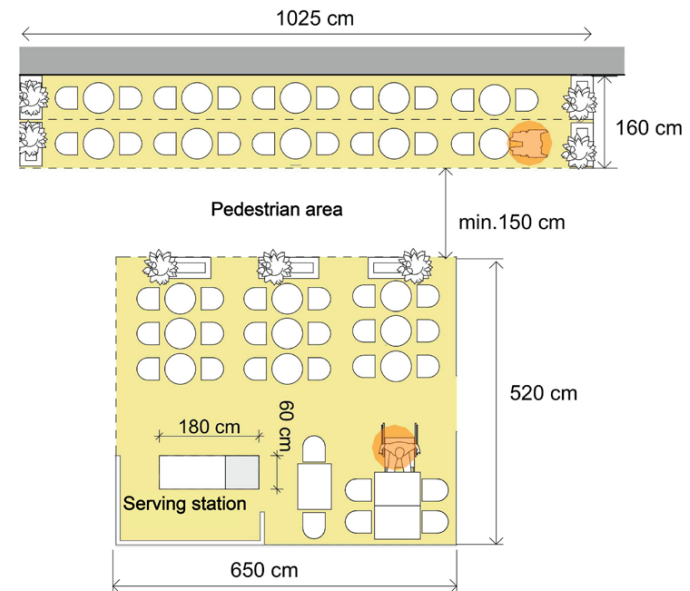 1025 cm
160 cm
Pedestrian area
min.150 cm
520 cm
180 cm
60 cm
Serving station
650 cm